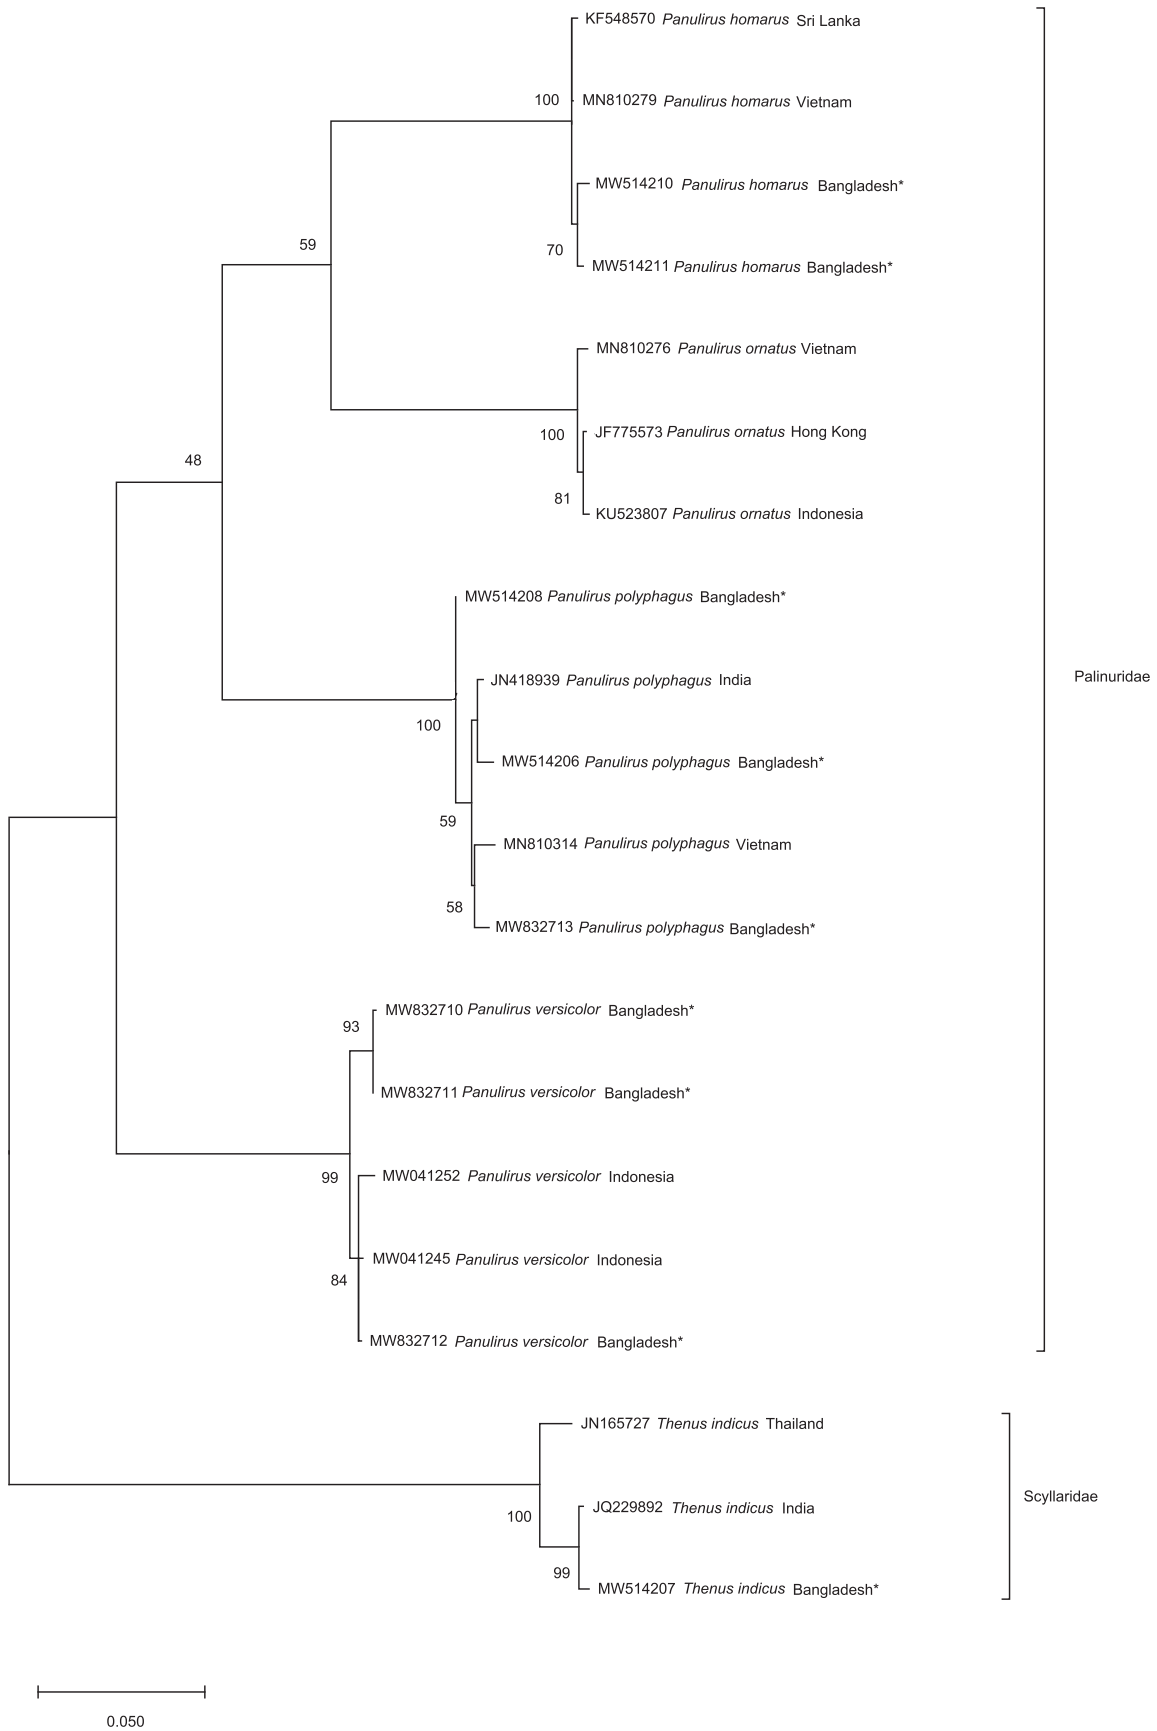 KF548570 Panulirus homarus Sri Lanka
100 MN810279 Panulirus homarus Vietnam
MW514210 Panulirus homarus Bangladesh*
59
70
MW514211 Panulirus homarus Bangladesh*
MN810276 Panulirus ornatus Vietnam
100 JF775573 Panulirus ornatus Hong Kong
48
81
KU523807 Panulirus ornatus Indonesia
MW514208 Panulirus polyphagus Bangladesh*
JN418939 Panulirus polyphagus India
Palinuridae
100
MW514206 Panulirus polyphagus Bangladesh*
59
MN810314 Panulirus polyphagus Vietnam
58
MW832713 Panulirus polyphagus Bangladesh*
MW832710 Panulirus versicolor Bangladesh*
93
MW832711 Panulirus versicolor Bangladesh*
99 MW041252 Panulirus versicolor Indonesia
MW041245 Panulirus versicolor Indonesia
84
MW832712 Panulirus versicolor Bangladesh*
JN165727 Thenus indicus Thailand
Scyllaridae
JQ229892 Thenus indicus India
100
99
MW514207 Thenus indicus Bangladesh*
0.050